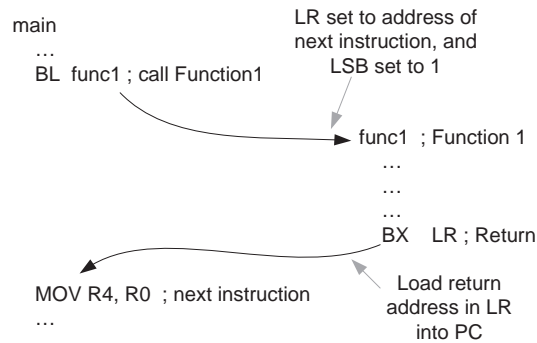 main
…
BL func1 ; call Function1
LR set to address of
next instruction, and
LSB set to 1
func1 ; Function 1
…
…
…
BX LR ; Return
MOV R4, R0 ; next instruction
…
Load return
address in LR
into PC